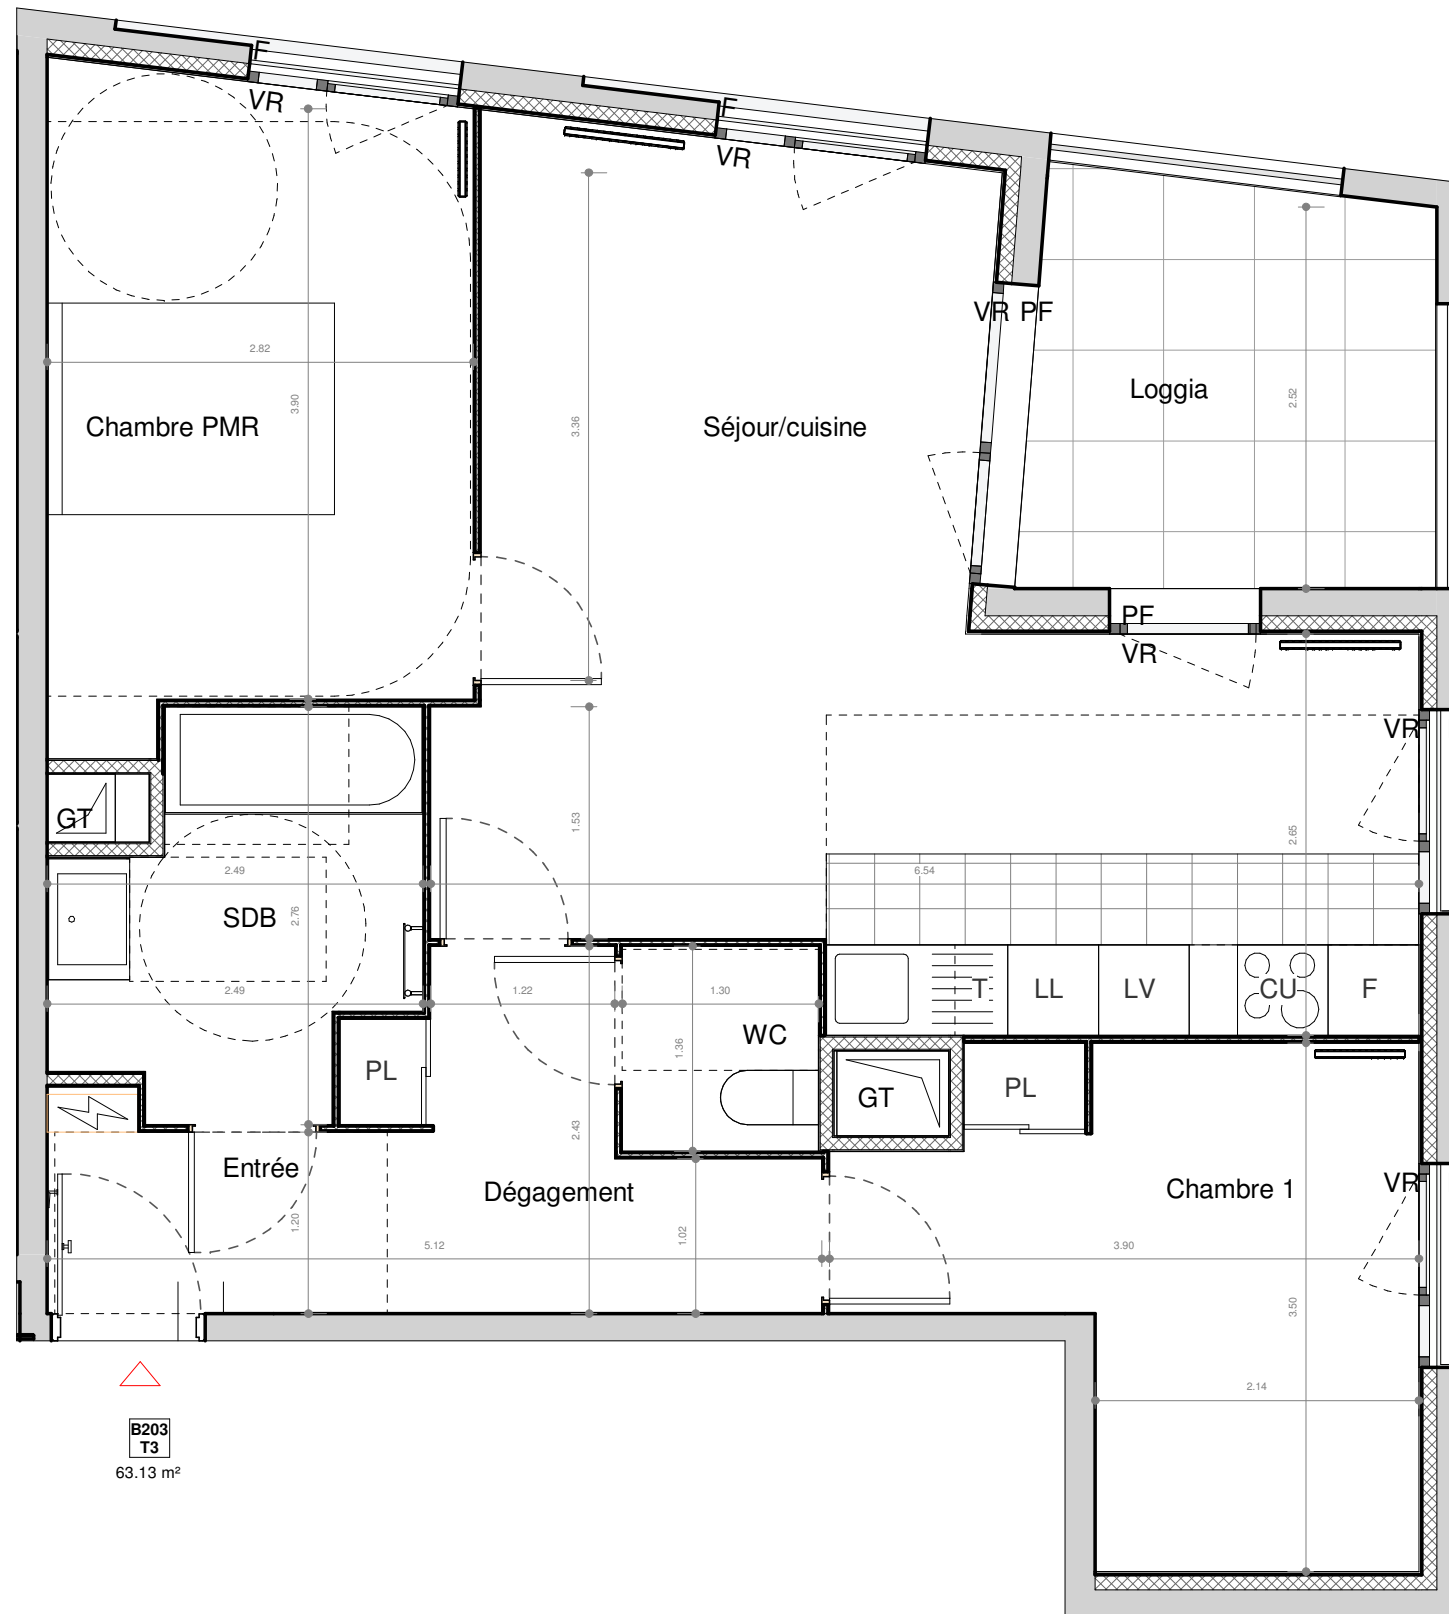 F
VR
F
VR
2.82
3.90
Chambre PMR
3.36
Séjour/cuisine
VR PF
Loggia
2.52
PF
VR
VR
GT
1.53
2.65
2.49
6.54
SDB
2.76
2.49
1.22
1.30
T
LL
LV
CU
F
WC
1.36
PL
GT
PL
2.43
Entrée
Dégagement
Chambre 1
VR
1.20
1.02
5.12
3.90
3.50
2.14
B203
T3
63.13 m²